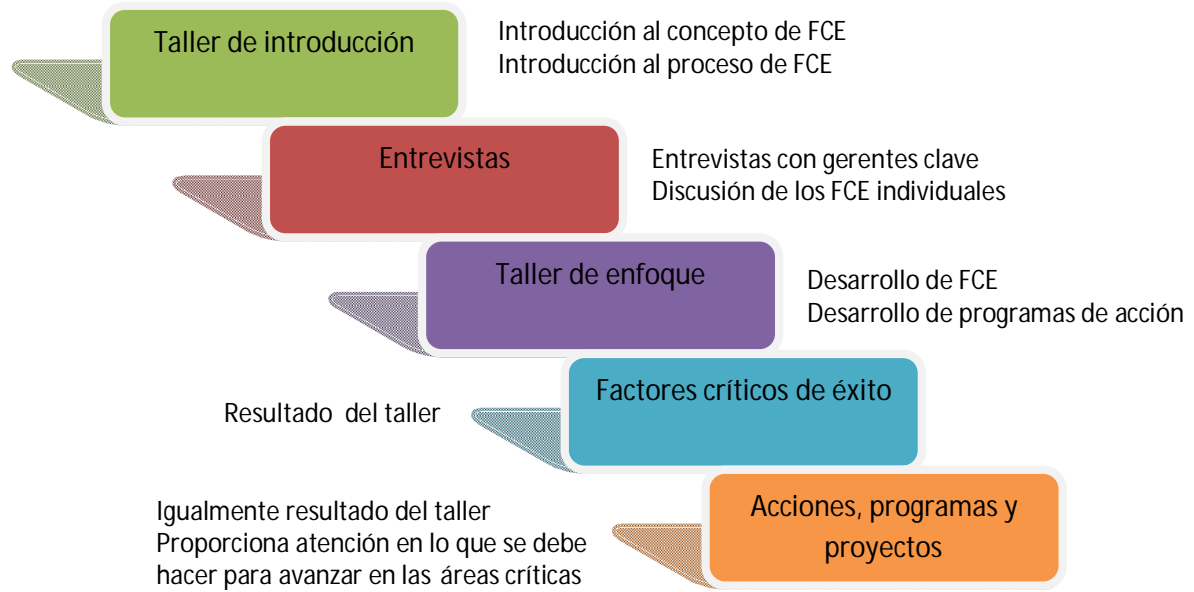 Taller de introducción
Introducción al concepto de FCE
Introducción al proceso de FCE
Entrevistas
Entrevistas con gerentes clave
Discusión de los FCE individuales
Taller de enfoque
Desarrollo de FCE
Desarrollo de programas de acción
Factores críticos de éxito
Resultado del taller
Acciones, programas y
proyectos
Igualmente resultado del taller
Proporciona atención en lo que se debe
hacer para avanzar en las áreas críticas